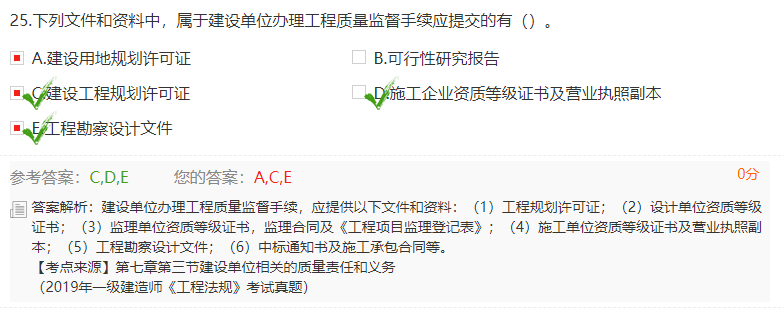 25.下列文件和资料中，属于建设单位办理工程质量监督手续应提交的有（）。
A.建设用地规划许可证
B.可行性研究报告
C.建设工程规划许可证
D.施工企业资质等级证书及营业执照副本
E.工程勘察设计文件
参考答案：C,D,E 您的答案：A,C,E 0分
答案解析：建设单位办理工程质量监督手续，应提供以下文件和资料：（1）工程规划许可证；（2）设计单位资质等级
证书；（3）监理单位资质等级证书，监理合同及《工程项目监理登记表》；（4）施工单位资质等级证书及营业执照副
本；（5）工程勘察设计文件；（6）中标通知书及施工承包合同等。
【考点来源】第七章第三节建设单位相关的质量责任和义务
（2019年一级建造师《工程法规》考试真题）